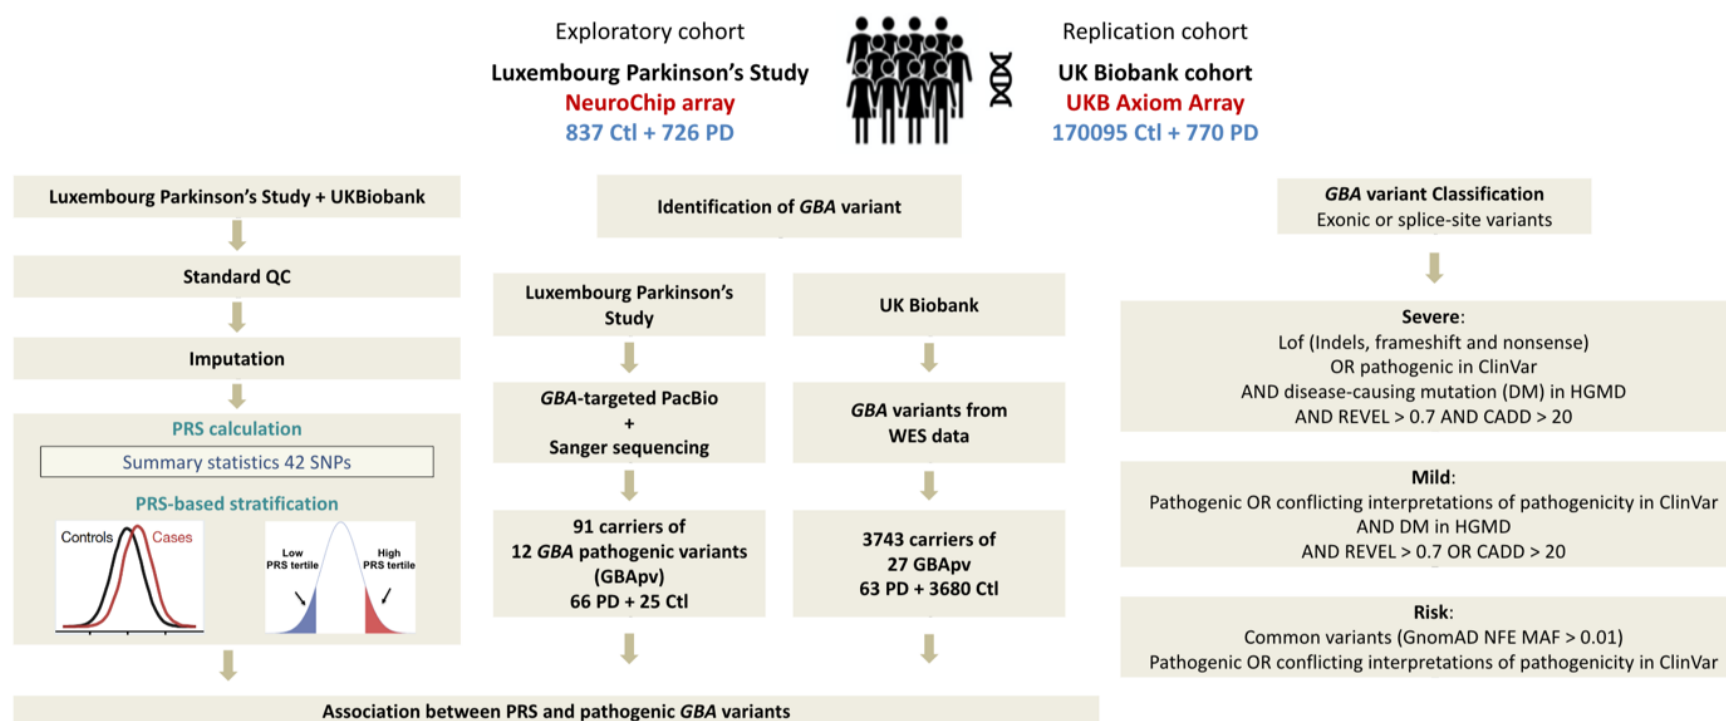 Exploratory cohort
Luxembourg Parkinson's Study
NeuroChip array
837 Ctl + 726 PD
Replication cohort
UK Biobank cohort
UKB Axiom Array
170095 Ctl + 770 PD
Luxembourg Parkinson's Study + UKBiobank
Standard QC
Imputation
PRS calculation
Summary statistics 42 SNPs
PRS-based stratification
Controls
Cases
Low
PRS tertile
High
PRS tertile
Identification of GBA variant
Luxembourg Parkinson's
Study
GBA-targeted PacBio
+
Sanger sequencing
91 carriers of
12 GBA pathogenic variants
(GBApv)
66 PD + 25 Ctl
UK Biobank
GBA variants from
WES data
3743 carriers of
27 GBApv
63 PD + 3680 Ctl
Association between PRS and pathogenic GBA variants
GBA variant Classification
Exonic or splice-site variants
Severe:
Lof (Indels, frameshift and nonsense)
OR pathogenic in ClinVar
AND disease-causing mutation (DM) in HGMD
AND REVEL > 0.7 AND CADD > 20
Mild:
Pathogenic OR conflicting interpretations of pathogenicity in ClinVar
AND DM in HGMD
AND REVEL > 0.7 OR CADD > 20
Risk:
Common variants (GnomAD NFE MAF > 0.01)
Pathogenic OR conflicting interpretations of pathogenicity in ClinVar